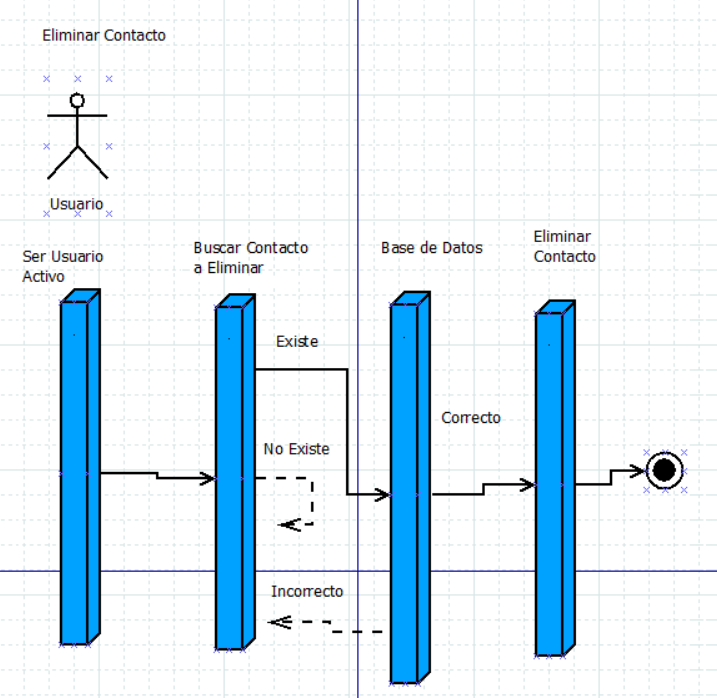 Eliminar Contacto
Usuario
Ser Usuario
Activo
Buscar Contacto
a Eliminar
Base de Datos
Eliminar
Contacto
Existe
Correcto
No Existe
Incorrecto